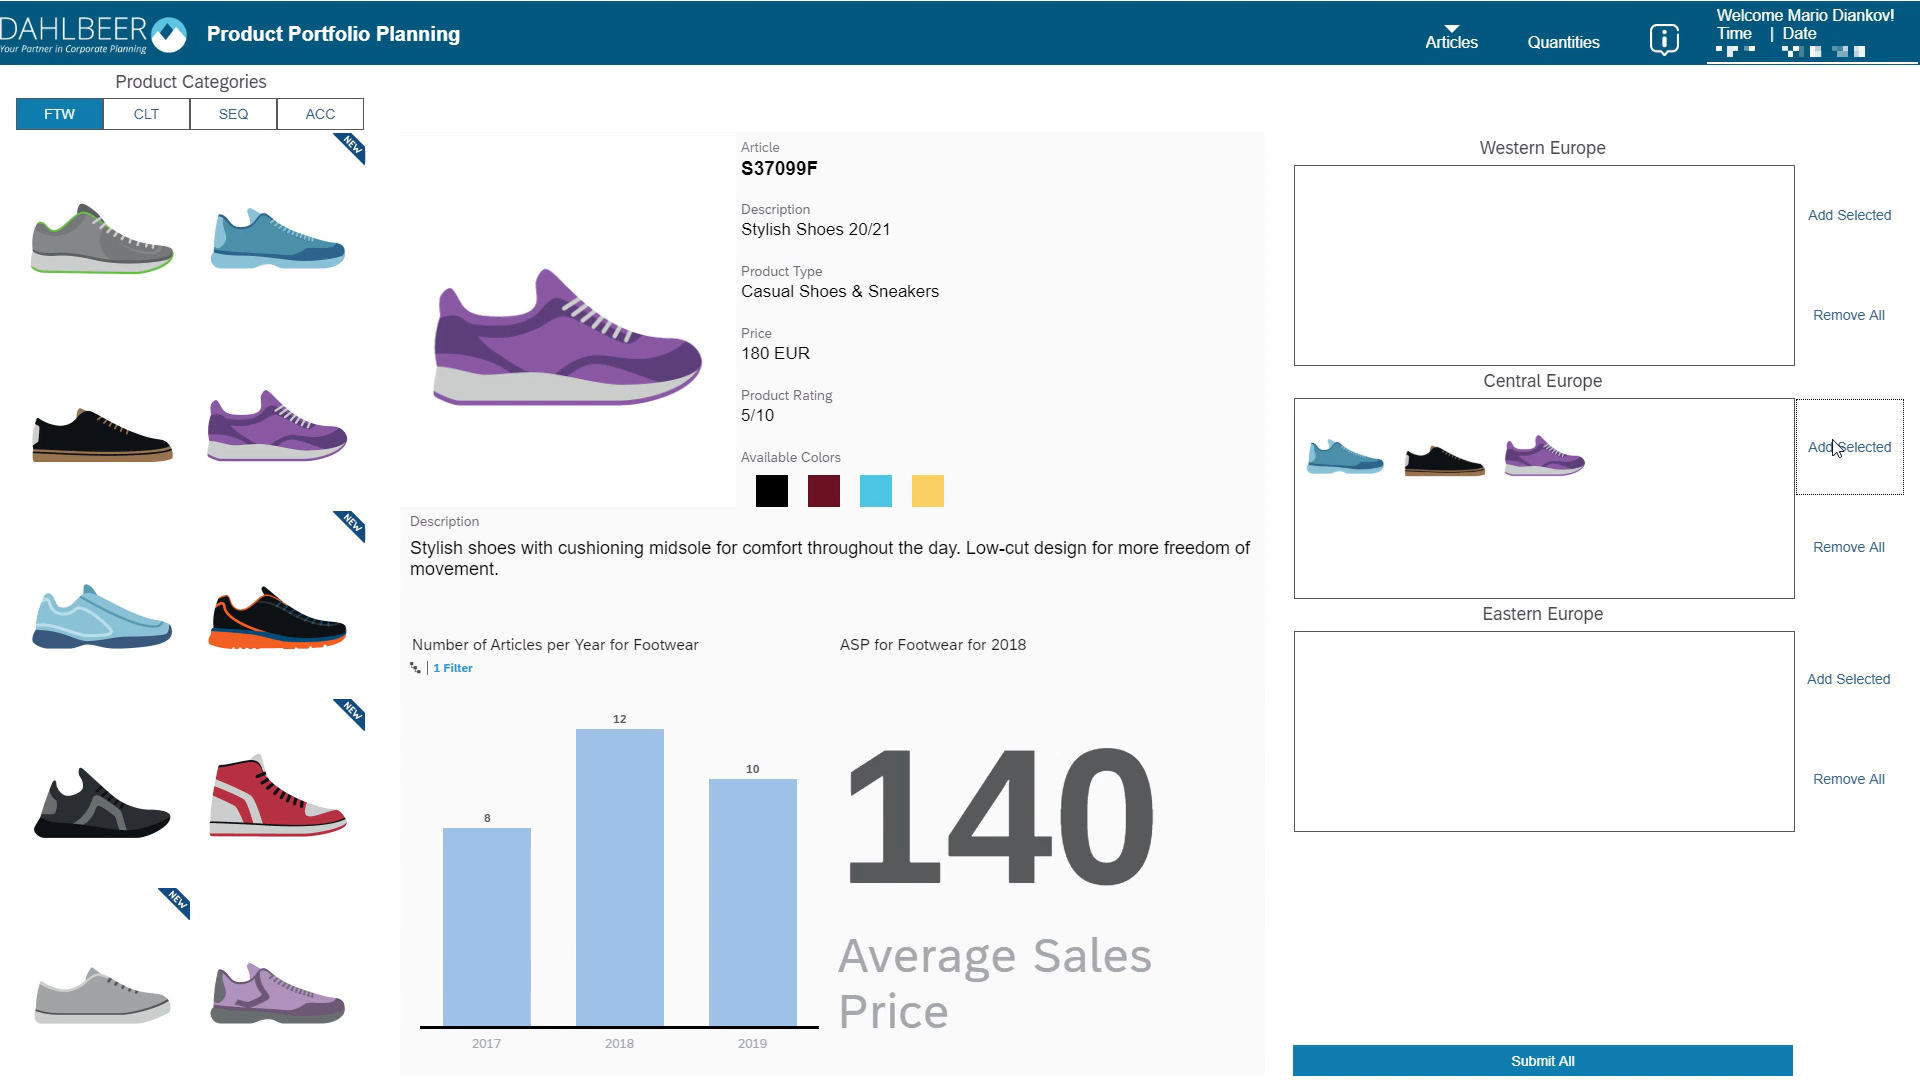 DAHLBEER
Your Partner in Corporate Planning
Product Portfolio Planning
Articles
Quantities
Welcome Mario Diankov!
Time | Date
Product Categories
FTW
CLT
SEQ
ACC
NEW
Article
S37099F
Description
Stylish Shoes 20/21
Product Type
Casual Shoes & Sneakers
Price
180 EUR
Product Rating
5/10
Available Colors
Description
Stylish shoes with cushioning midsole for comfort throughout the day. Low-cut design for more freedom of
movement.
NEW
NEW
NEW
Number of Articles per Year for Footwear
1 Filter
12
10
8
2017
2018
2019
ASP for Footwear for 2018
140
Average Sales
Price
Western Europe
Add Selected
Remove All
Central Europe
Add Selected
Remove All
Eastern Europe
Add Selected
Remove All
Submit All